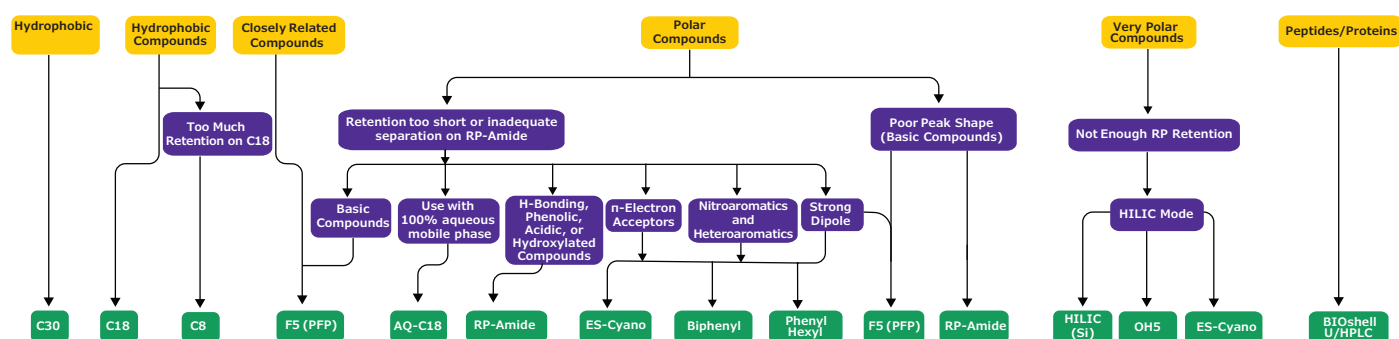 Hydrophobic
Hydrophobic
Compounds
Closely Related
Compounds
Polar
Compounds
Very Polar
Compounds
Peptides/Proteins
Too Much
Retention on C18
Retention too short or inadequate
separation on RP-Amide
Poor Peak Shape
(Basic Compounds)
Not Enough RP Retention
Basic
Compounds
Use with
100% aqueous
mobile phase
H-Bonding,
Phenolic,
Acidic, or
Hydroxylated
Compounds
π-Electron
Acceptors
Nitroaromatics
and
Heteroaromatics
Strong
Dipole
HILIC Mode
C30
C18
C8
F5 (PFP)
AQ-C18
RP-Amide
ES-Cyano
Biphenyl
Phenyl
Hexyl
F5 (PFP)
RP-Amide
HILIC
(Si)
OH5
ES-Cyano
BIOshell
U/HPLC